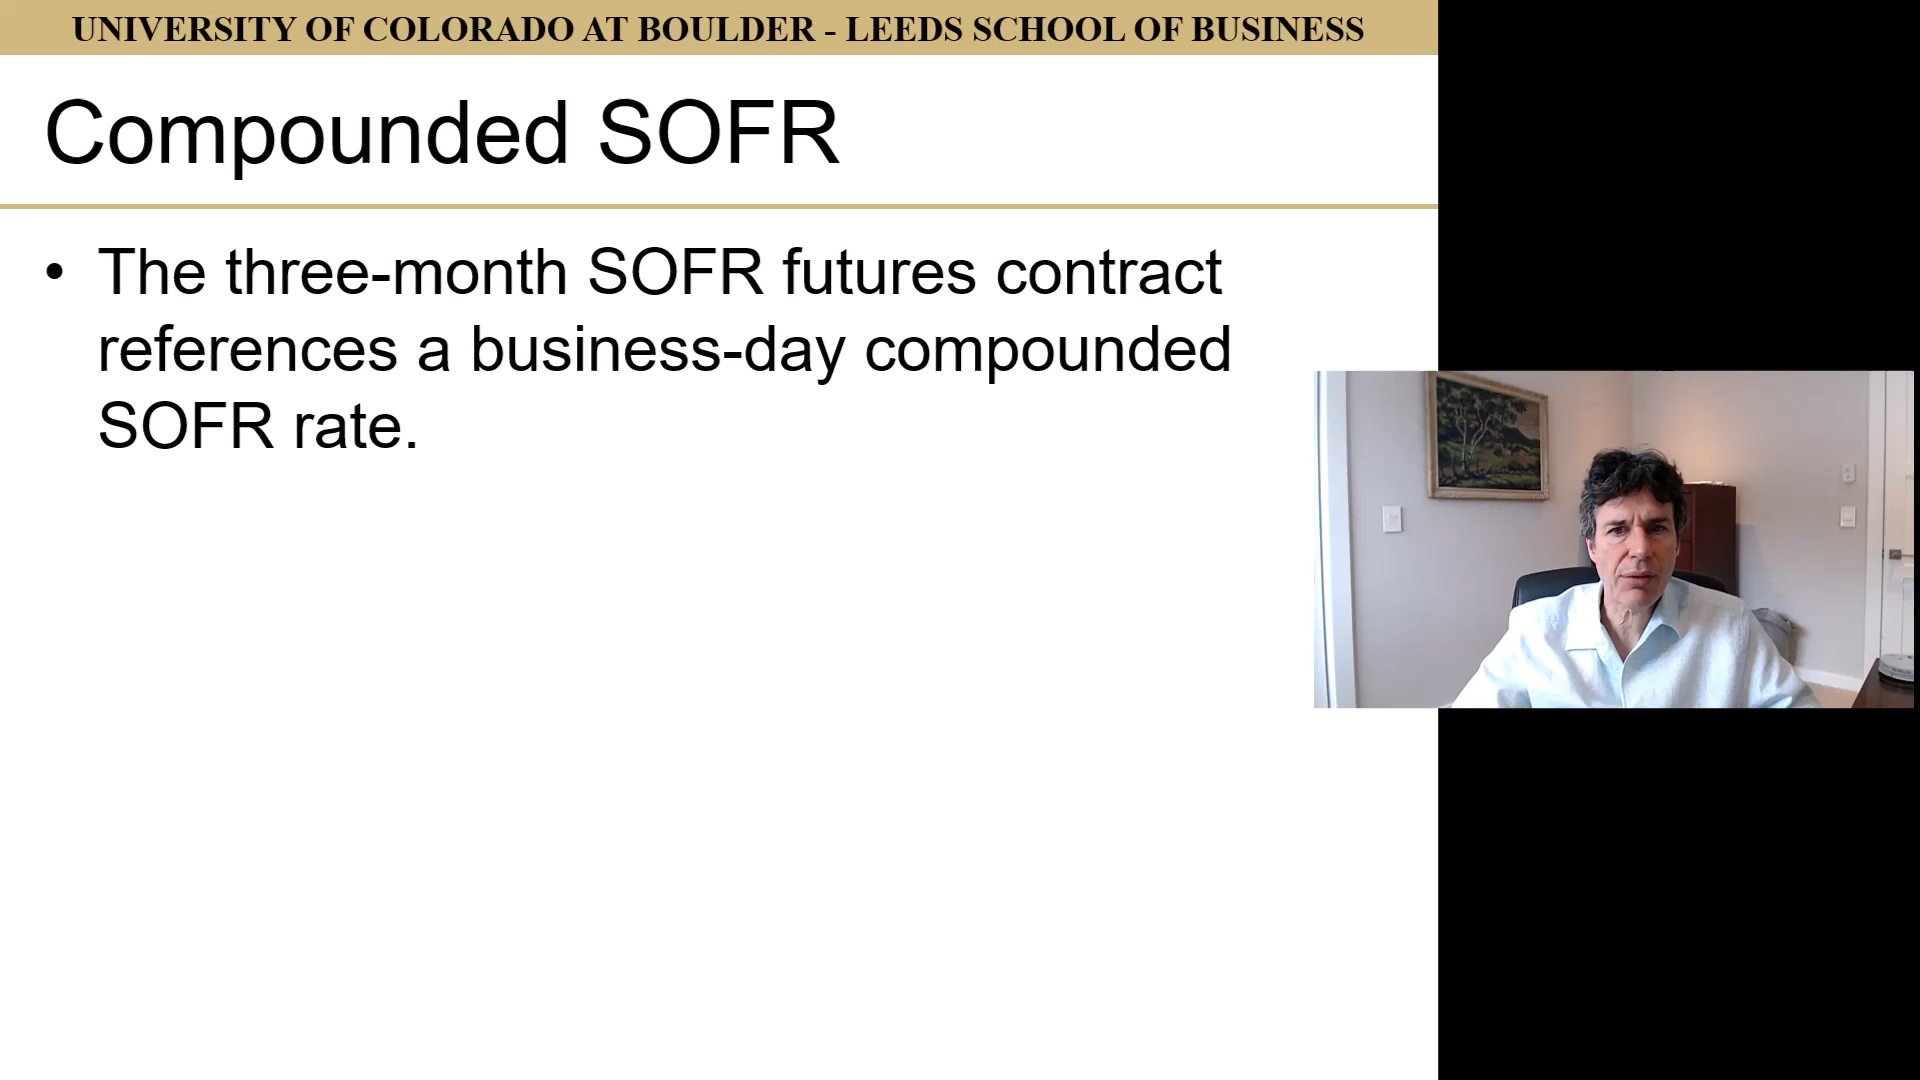 UNIVERSITY OF COLORADO AT BOULDER - LEEDS SCHOOL OF BUSINESS
Compounded SOFR
• The three-month SOFR futures contract
references a business-day compounded
SOFR rate.